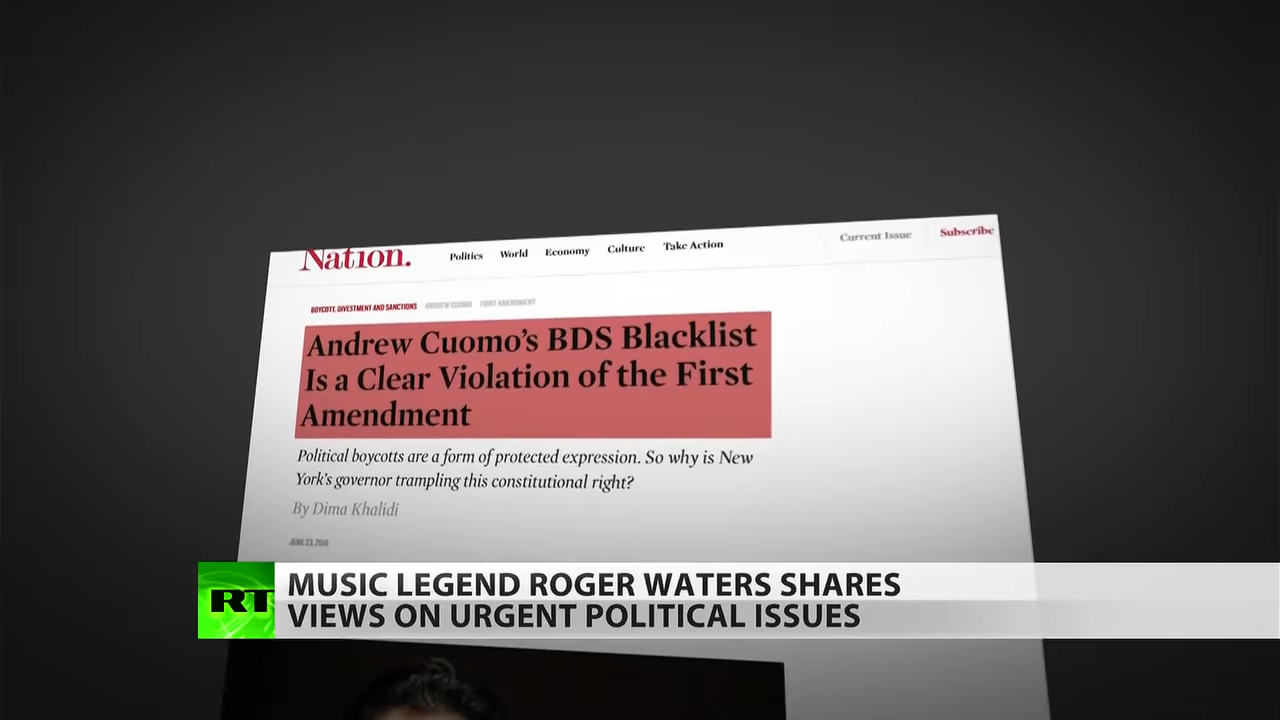 Nation.
Politics World Economy Culture Take Action
Current Issue Subscribe
BOYCOTT, DIVESTMENT AND SANCTIONS ANDREW CUOMO FIRST AMENDMENT
Andrew Cuomo's BDS Blacklist
Is a Clear Violation of the First
Amendment
Political boycotts are a form of protected expression. So why is New
York's governor trampling this constitutional right?
By Dima Khalidi
JUNE 23, 2016
RT
MUSIC LEGEND ROGER WATERS SHARES
VIEWS ON URGENT POLITICAL ISSUES